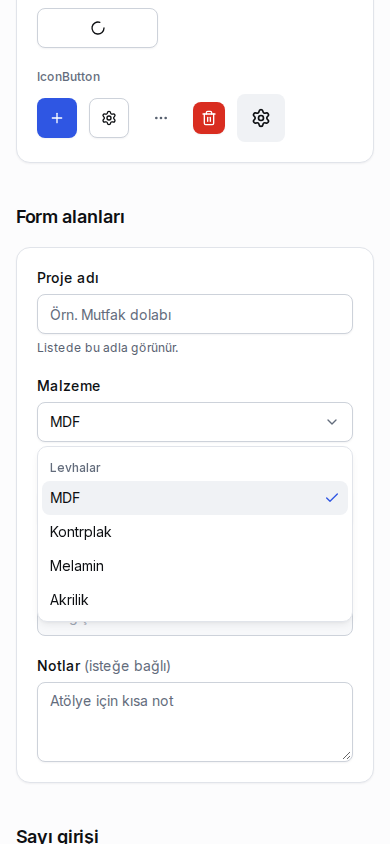 IconButton
Form alanları
Proje adı
Örn. Mutfak dolabı
Listede bu adla görünür.
Malzeme
MDF
Levhalar
MDF
Kontrplak
Melamin
Akrilik
Notlar (isteğe bağlı)
Atölye için kısa not
Sayı girişi